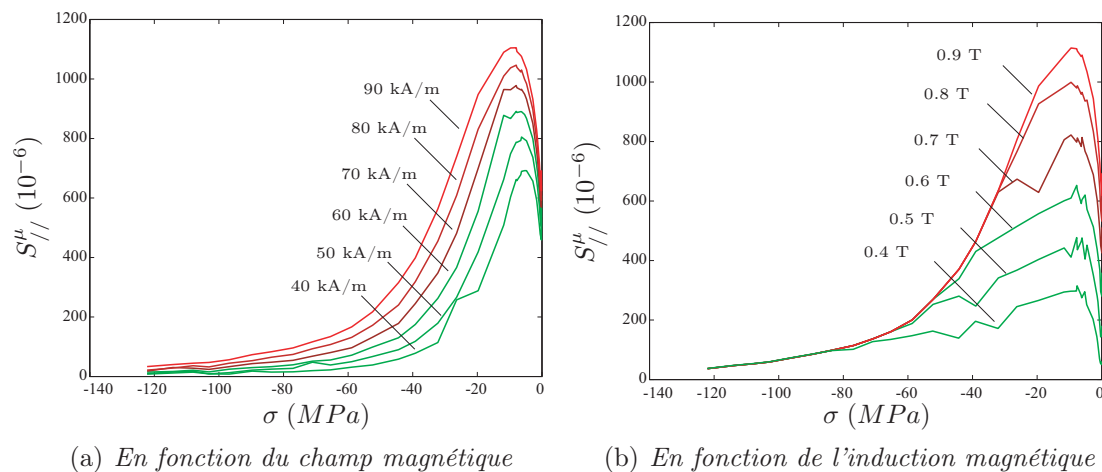 1200
1000
800
600
400
200
0
-140
-120
-100
-80
-60
-40
-20
0
S^μ_// (10^−6)
σ (MPa)
90 kA/m
80 kA/m
70 kA/m
60 kA/m
50 kA/m
40 kA/m
(a) En fonction du champ magnétique
1200
1000
800
600
400
200
0
-140
-120
-100
-80
-60
-40
-20
0
S^μ_// (10^−6)
σ (MPa)
0.9 T
0.8 T
0.7 T
0.6 T
0.5 T
0.4 T
(b) En fonction de l'induction magnétique